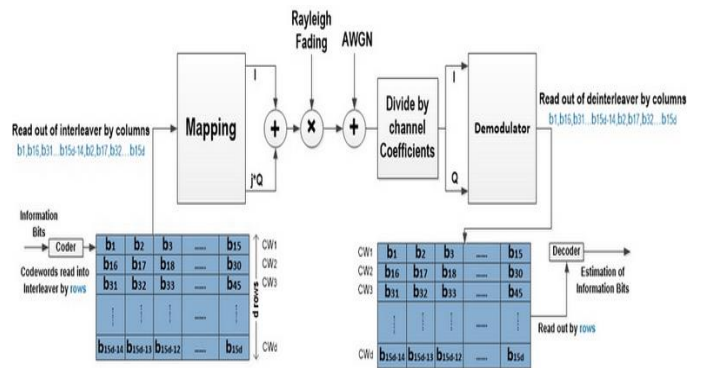 Rayleigh
Fading
AWGN
I
I
Mapping
Divide by
channel
Coefficients
Demodulator
+
×
+
j*Q
Q
Read out of interleaver by columns
b1,b16,b31...b15d-14,b2,b17,b32....b15d
Read out of deinterleaver by columns
b1,b16,b31...b15d-14,b2,b17,b32....b15d
Information
Bits
Coder
Codewords read into
Interleaver by rows
b1 b2 b3 ...... b15 CW1
b16 b17 b18 ...... b30 CW2
b31 b32 b33 ...... b45 CW3
b15d-14 b15d-13 b15d-12 ...... b15d CWd
d rows
CW1 b1 b2 b3 ...... b15
CW2 b16 b17 b18 ...... b30
CW3 b31 b32 b33 ...... b45
CWd b15d-14 b15d-13 b15d-12 ...... b15d
Decoder
Estimation of
Information Bits
Read out by rows